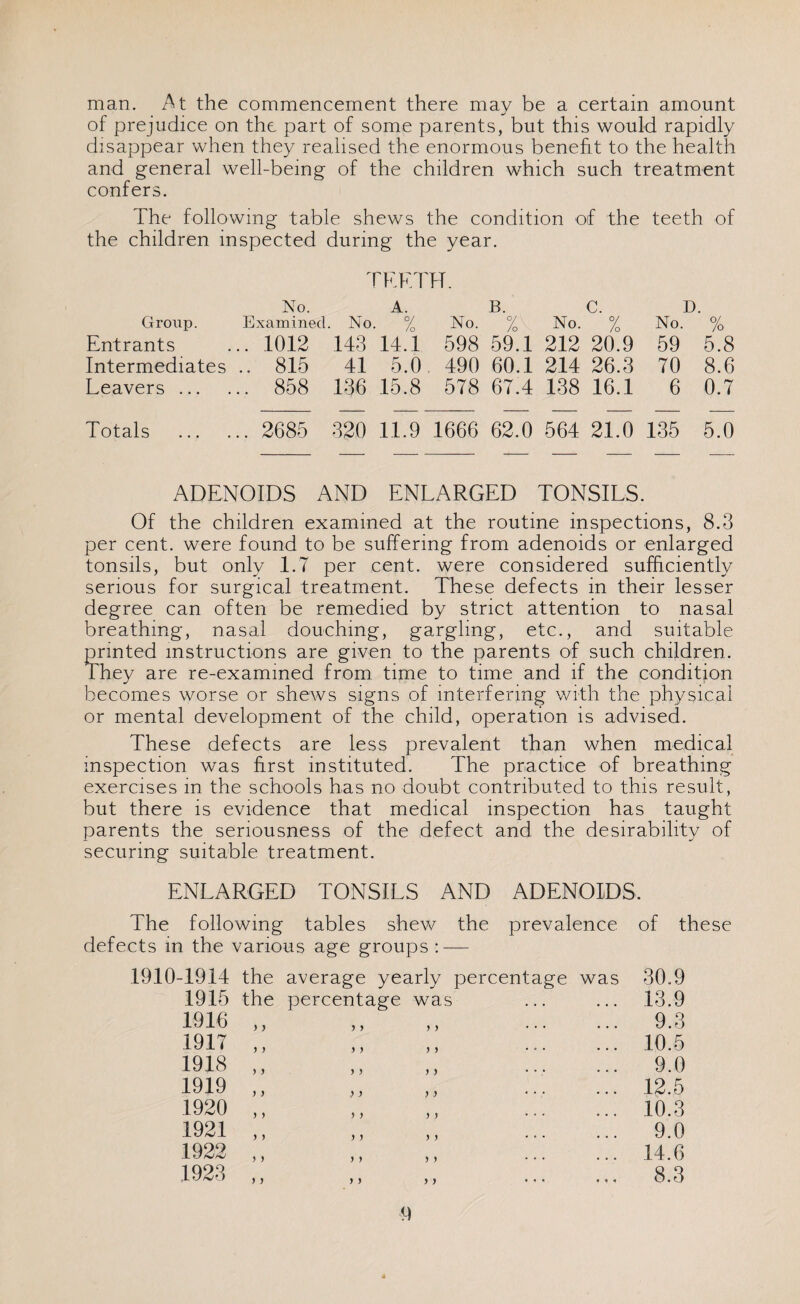 man. At the commencement there may be a certain amount
of prejudice on the part of some parents, but this would rapidly
disappear when they realised the enormous benefit to the health
and general well-being of the children which such treatment
confers.
The following table shews the condition of the teeth of
the children inspected during the year.
TEETH.
No. A. B. C. D.
Group. Examined. No. % No. % No. % No. %
Entrants ... 1012 143 14.1 598 59.1 212 20.9 59 5.8
Intermediates .. 815 41 5.0 490 60.1 214 26.3 70 8.6
Leavers ... ... 858 136 15.8 578 67.4 138 16.1 6 0.7
Totals ... ... 2685 320 11.9 1666 62.0 564 21.0 135 5.0
ADENOIDS AND ENLARGED TONSILS.
Of the children examined at the routine inspections, 8.3
per cent. were found to be suffering from adenoids or enlarged
tonsils, but only 1.7 per cent. were considered sufficiently
serious for surgical treatment. These defects in their lesser
degree can often be remedied by strict attention to nasal
breathing, nasal douching, gargling, etc., and suitable
printed instructions are given to the parents of such children.
They are re-examined from time to time and if the condition
becomes worse or shews signs of interfering with the physical
or mental development of the child, operation is advised.
These defects are less prevalent than when medical
inspection was first instituted. The practice of breathing
exercises in the schools has no doubt contributed to this result,
but there is evidence that medical inspection has taught
parents the seriousness of the defect and the desirability of
securing suitable treatment.
ENLARGED TONSILS AND ADENOIDS.
The following tables shew the prevalence of these
defects in the various age groups :—
1910-1914 the average yearly percentage was 30.9
1915 the percentage was ... ... 13.9
1916 ,, ,, ,, ... ... 9.3
1917 ,, ,, ,, ... ... 10.5
1918 ,, ,, ,, ... ... 9.0
1919 ,, ,, ,, ... ... 12.5
1920 ,, ,, ,, ... ... 10.3
1921 ,, ,, ,, ... ... 9.0
1922 ,, ,, ,, ... ... 14.6
1923 ,, ,, ,, ... ... 8.3
9